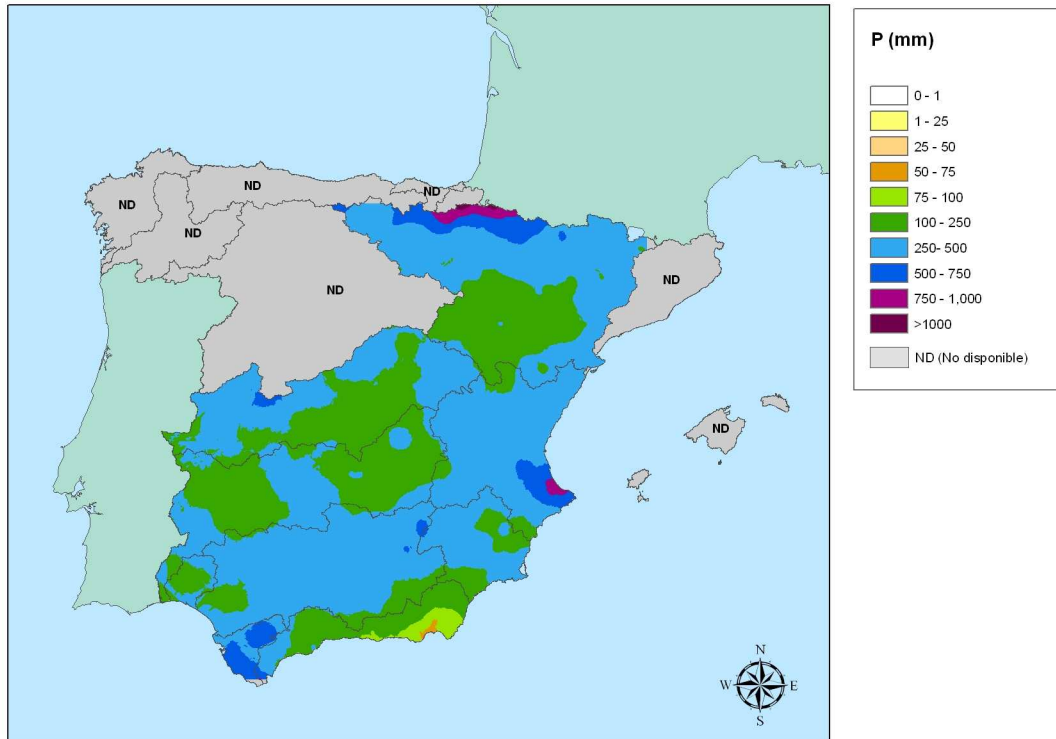 P (mm)
0 - 1
1 - 25
25 - 50
50 - 75
75 - 100
100 - 250
250- 500
500 - 750
750 - 1,000
>1000
ND (No disponible)
ND
ND
ND
ND
ND
ND
ND
N
W
E
S